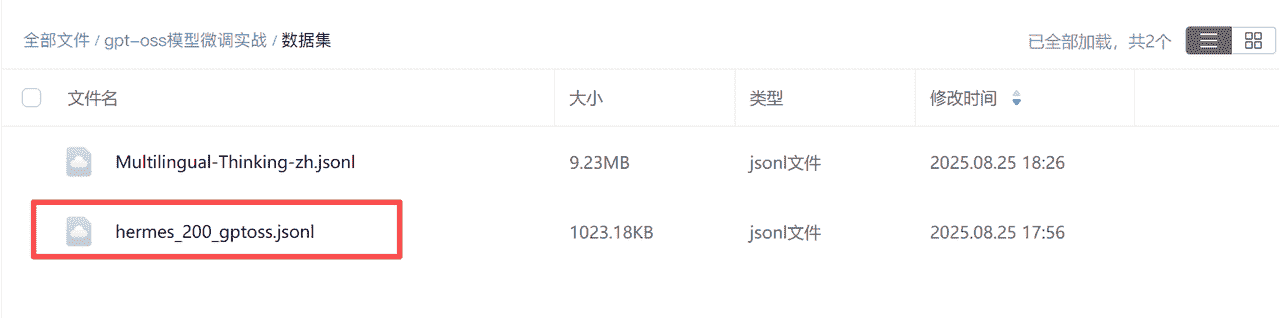 全部文件 / gpt-oss模型微调实战 / 数据集 已全部加载，共2个
文件名 大小 类型 修改时间
Multilingual-Thinking-zh.jsonl 9.23MB jsonl文件 2025.08.25 18:26
hermes_200_gptoss.jsonl 1023.18KB jsonl文件 2025.08.25 17:56